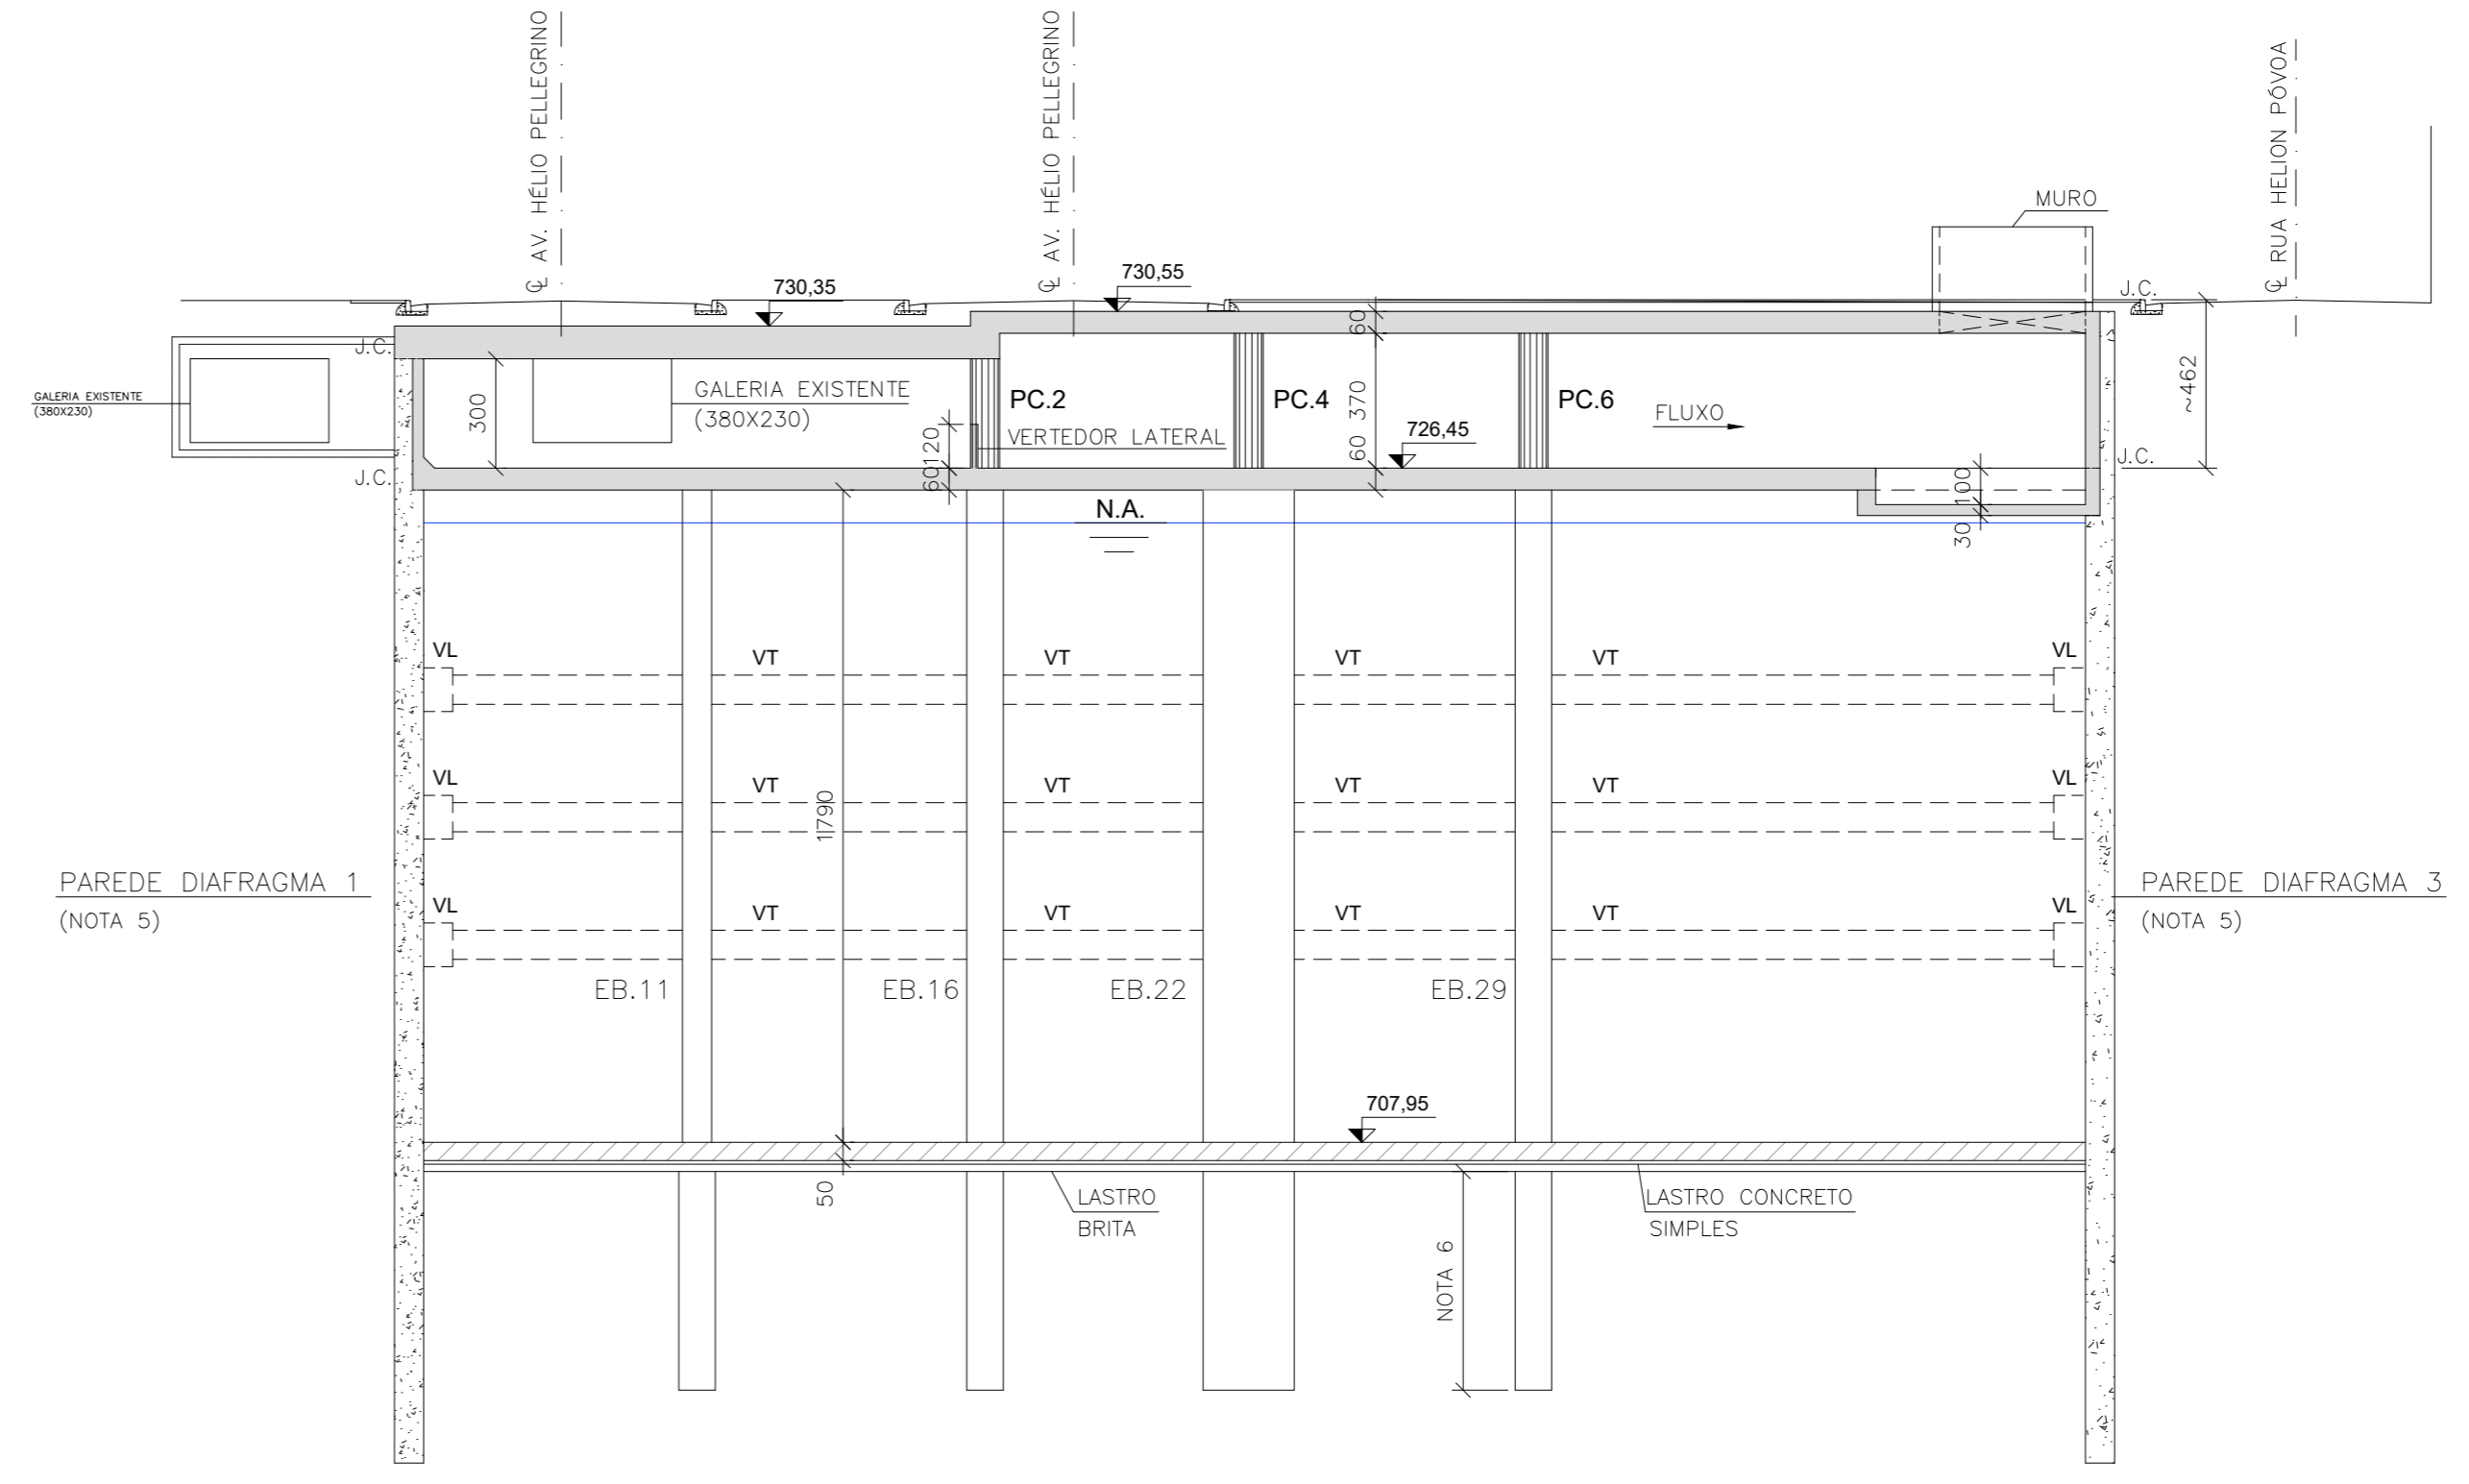 ℄ AV. HÉLIO PELLEGRINO
℄ AV. HÉLIO PELLEGRINO
℄ RUA HELION PÓVOA
MURO
730,35
730,55
J.C.
J.C.
60
GALERIA EXISTENTE
(380X230)
300
GALERIA EXISTENTE
(380X230)
PC.2
PC.4
370
PC.6
FLUXO
~462
120
VERTEDOR LATERAL
726,45
60
J.C.
60
J.C.
100
30
N.A.
VL
VT
VT
VT
VT
VL
VL
VT
VT
VT
VT
VL
1790
PAREDE DIAFRAGMA 1
(NOTA 5)
VL
VT
VT
VT
VT
VL
PAREDE DIAFRAGMA 3
(NOTA 5)
EB.11
EB.16
EB.22
EB.29
707,95
50
LASTRO
BRITA
LASTRO CONCRETO
SIMPLES
NOTA 6